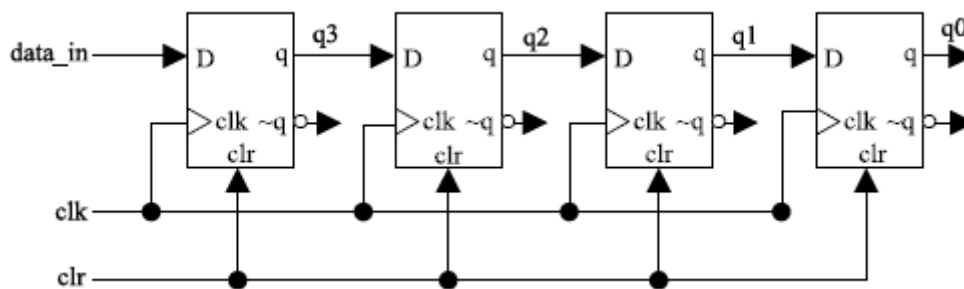 q3 q2 q1 q0
data_in D q D q D q D q
clk ~q clk ~q clk ~q clk ~q
clr clr clr clr
clk
clr